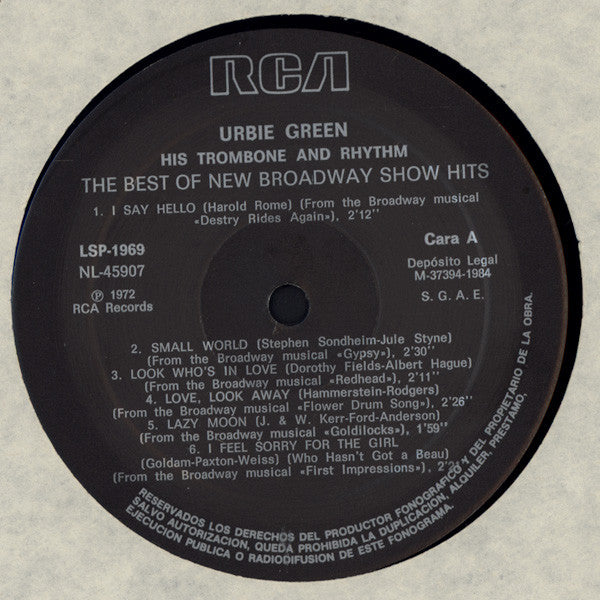 RCA
URBIE GREEN
HIS TROMBONE AND RHYTHM
THE BEST OF NEW BROADWAY SHOW HITS
1. I SAY HELLO (Harold Rome) (From the Broadway musical
«Destry Rides Again»), 2'12''
LSP-1969
NL-45907
℗ 1972
RCA Records
Cara A
Depósito Legal
M-37394-1984
S. G. A. E.
2. SMALL WORLD (Stephen Sondheim-Jule Styne)
(From the Broadway musical «Gypsy»), 2'30''
3. LOOK WHO'S IN LOVE (Dorothy Fields-Albert Hague)
(From the Broadway musical «Redhead»), 2'11''
4. LOVE, LOOK AWAY (Hammerstein-Rodgers)
(From the Broadway musical «Flower Drum Song»), 2'26''
5. LAZY MOON (J. & W. Kerr-Ford-Anderson)
(From the Broadway musical «Goldilocks»), 1'59''
6. I FEEL SORRY FOR THE GIRL
(Goldam-Paxton-Weiss) (Who Hasn't Got a Beau)
(From the Broadway musical «First Impressions»),
RESERVADOS LOS DERECHOS DEL PRODUCTOR FONOGRAFICO Y DEL PROPIETARIO DE LA OBRA.
SALVO AUTORIZACION, QUEDA PROHIBIDA LA DUPLICACION, ALQUILER, PRESTAMO,
EJECUCION PUBLICA O RADIODIFUSION DE ESTE FONOGRAMA.